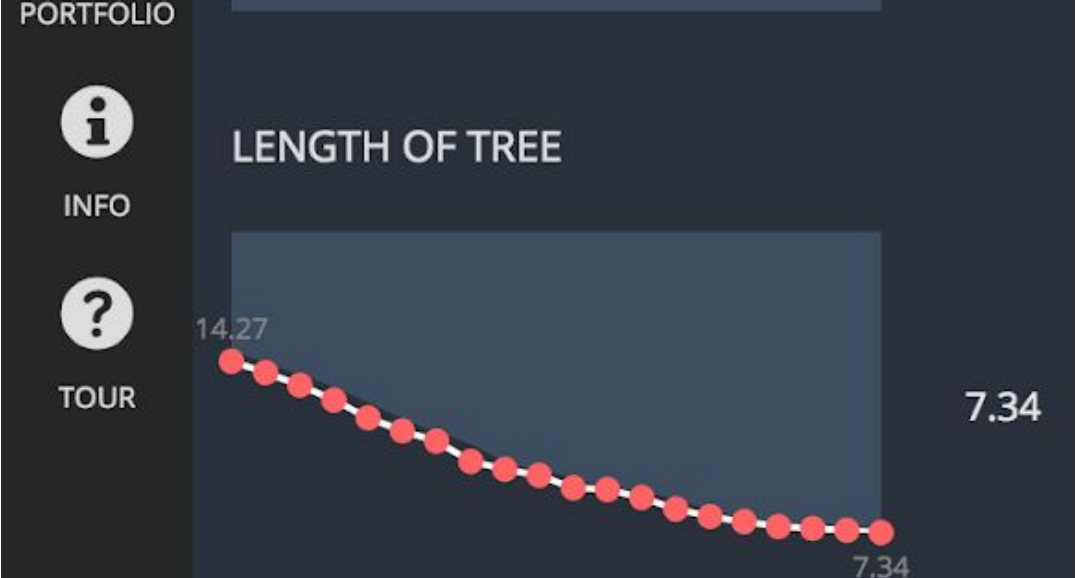 PORTFOLIO
INFO
TOUR
LENGTH OF TREE
14.27
7.34
7.34